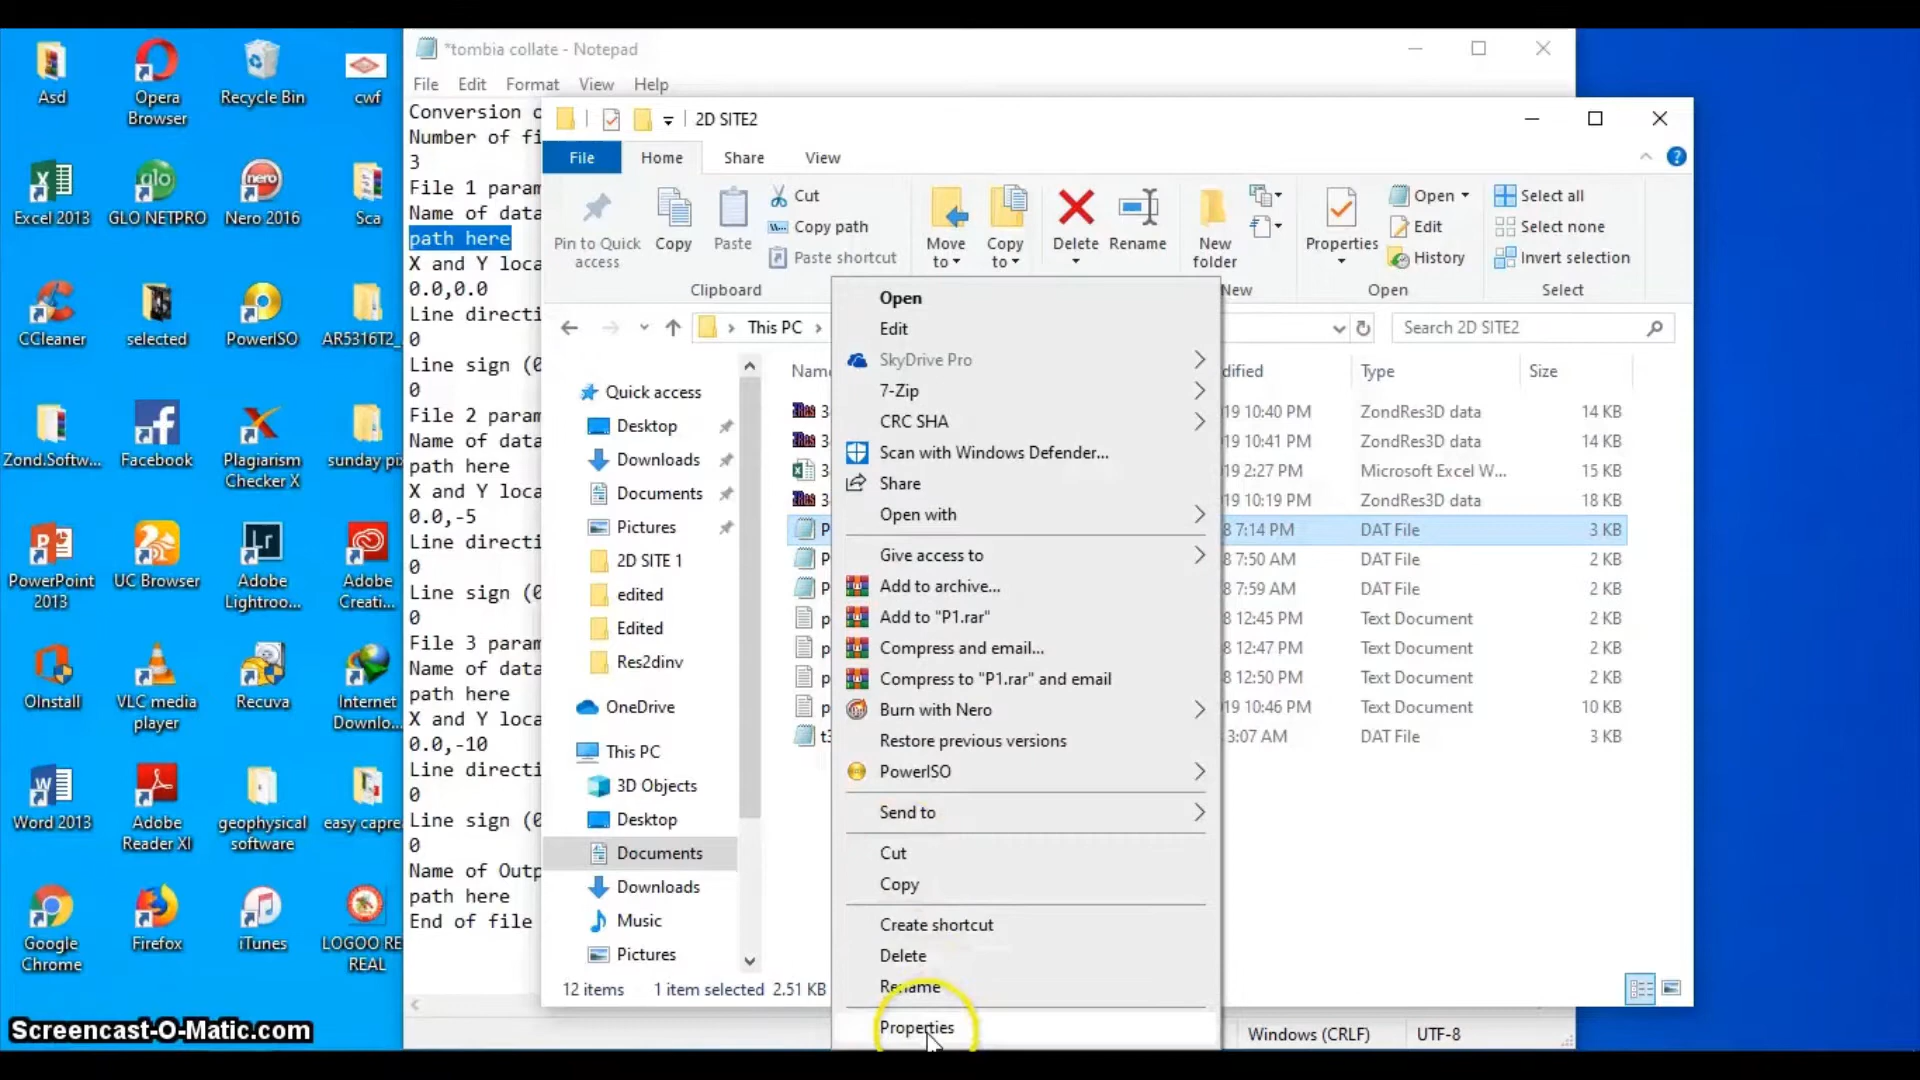 Asd
Opera Browser
Recycle Bin
cwf
Excel 2013
GLO NETPRO
Nero 2016
Sca
CCleaner
selected
PowerISO
AR5316T2_
Zond.Softw...
Facebook
Plagiarism Checker X
sunday pi
PowerPoint 2013
UC Browser
Adobe Lightroo...
Adobe Creati...
OInstall
VLC media player
Recuva
Internet Downlo...
Word 2013
Adobe Reader XI
geophysical software
easy capre
Google Chrome
Firefox
iTunes
LOGOO RE REAL
Screencast-O-Matic.com
*tombia collate - Notepad
File Edit Format View Help
Conversion
Number of fi
3
File 1 param
Name of data
path here
X and Y loca
0.0,0.0
Line directi
0
Line sign (0
0
File 2 param
Name of data
path here
X and Y loca
0.0,-5
Line directi
0
Line sign (0
0
File 3 param
Name of data
path here
X and Y loca
0.0,-10
Line directi
0
Line sign (0
0
Name of Outp
path here
End of file
Windows (CRLF) UTF-8
2D SITE2
File Home Share View
Pin to Quick access
Copy
Paste
Cut
Copy path
Paste shortcut
Clipboard
Move to
Copy to
Delete
Rename
New folder
New
Properties
Open
Edit
History
Open
Select all
Select none
Invert selection
Select
This PC
Search 2D SITE2
Quick access
Desktop
Downloads
Documents
Pictures
2D SITE 1
edited
Edited
Res2dinv
OneDrive
This PC
3D Objects
Desktop
Documents
Downloads
Music
Pictures
12 items 1 item selected 2.51 KB
Nam dified Type Size
3 19 10:40 PM ZondRes3D data 14 KB
3 19 10:41 PM ZondRes3D data 14 KB
3 19 2:27 PM Microsoft Excel W... 15 KB
3 19 10:19 PM ZondRes3D data 18 KB
P 8 7:14 PM DAT File 3 KB
P 8 7:50 AM DAT File 2 KB
P 8 7:59 AM DAT File 2 KB
p 8 12:45 PM Text Document 2 KB
p 8 12:47 PM Text Document 2 KB
p 8 12:50 PM Text Document 2 KB
p 19 10:46 PM Text Document 10 KB
t3 3:07 AM DAT File 3 KB
Open
Edit
SkyDrive Pro
7-Zip
CRC SHA
Scan with Windows Defender...
Share
Open with
Give access to
Add to archive...
Add to "P1.rar"
Compress and email...
Compress to "P1.rar" and email
Burn with Nero
Restore previous versions
PowerISO
Send to
Cut
Copy
Create shortcut
Delete
Rename
Properties